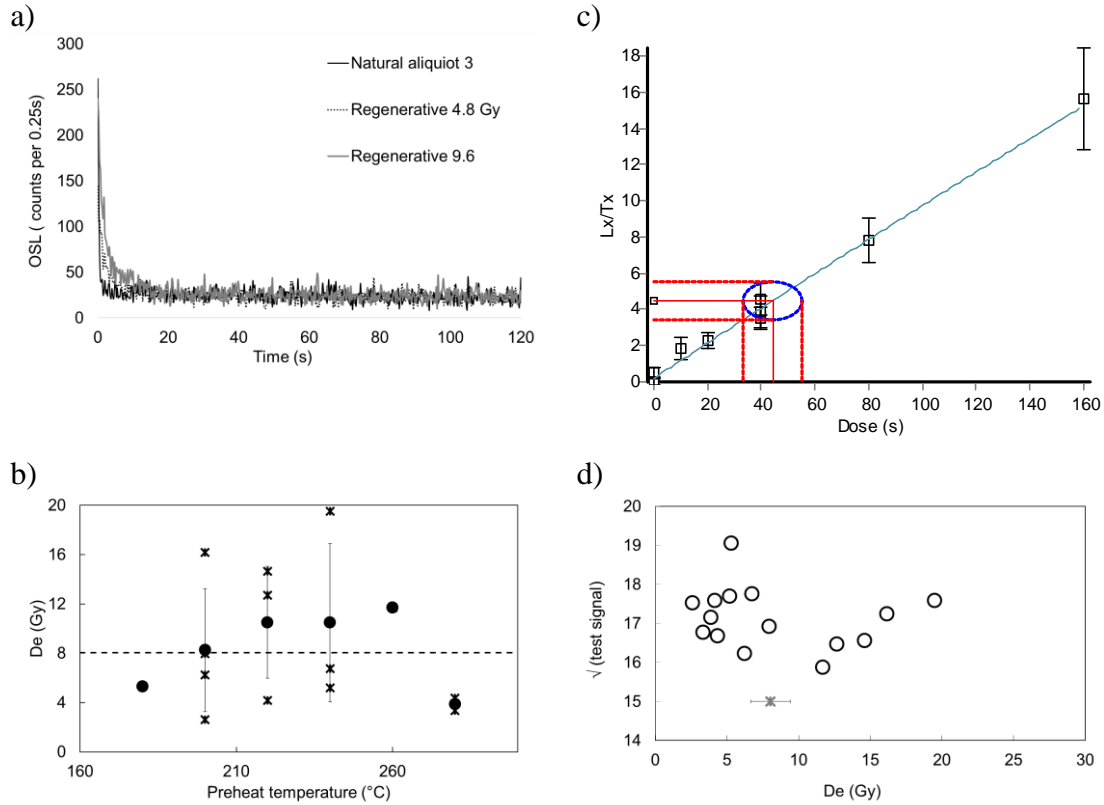 a)
300
250
200
150
100
50
0
OSL ( counts per 0.25s)
Natural aliquiot 3
Regenerative 4.8 Gy
Regenerative 9.6
0 20 40 60 80 100 120
Time (s)
c)
18
16
14
12
10
8
6
4
2
0
Lx/Tx
0 20 40 60 80 100 120 140 160
Dose (s)
b)
20
16
12
8
4
0
De (Gy)
160 210 260
Preheat temperature (°C)
d)
20
19
18
17
16
15
14
√ (test signal)
0 5 10 15 20 25 30
De (Gy)